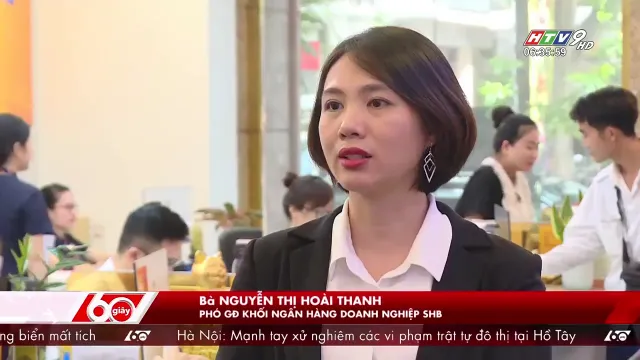 HTV9 HD
06:35:59
Bà NGUYỄN THỊ HOÀI THANH
PHÓ GĐ KHỐI NGÂN HÀNG DOANH NGHIỆP SHB
60 giây
ng biển mất tích 60s Hà Nội: Mạnh tay xử nghiêm các vi phạm trật tự đô thị tại Hồ Tây 60s